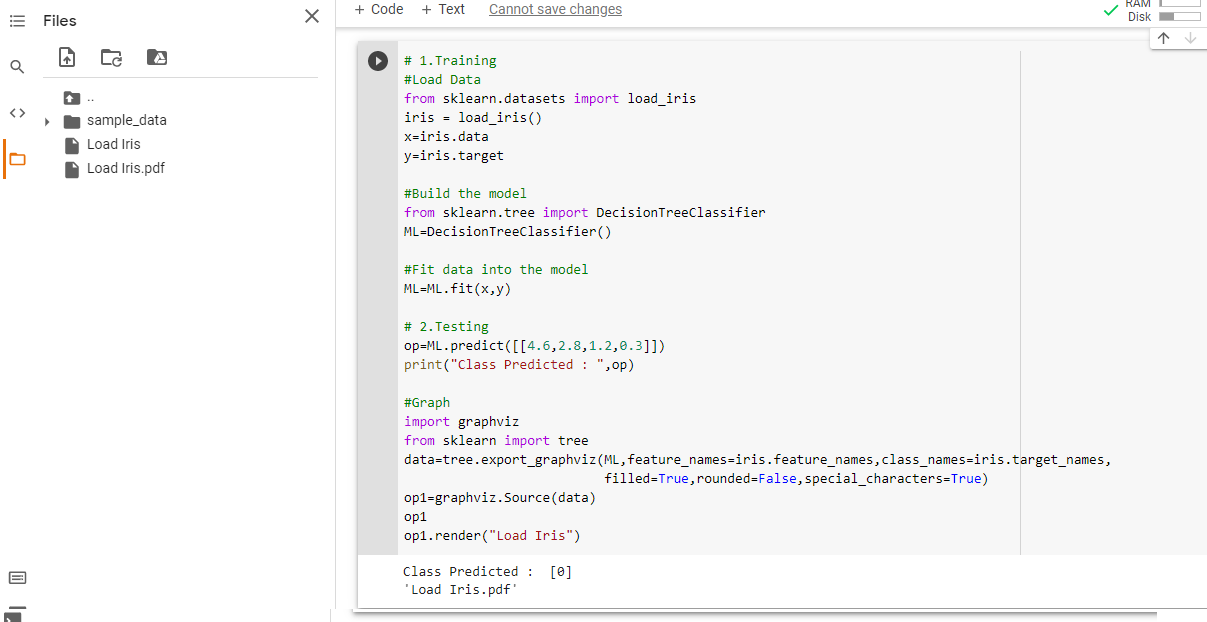 Files
..
sample_data
Load Iris
Load Iris.pdf
+ Code + Text Cannot save changes
RAM
Disk
# 1.Training
#Load Data
from sklearn.datasets import load_iris
iris = load_iris()
x=iris.data
y=iris.target
#Build the model
from sklearn.tree import DecisionTreeClassifier
ML=DecisionTreeClassifier()
#Fit data into the model
ML=ML.fit(x,y)
# 2.Testing
op=ML.predict([[4.6,2.8,1.2,0.3]])
print("Class Predicted : ",op)
#Graph
import graphviz
from sklearn import tree
data=tree.export_graphviz(ML,feature_names=iris.feature_names,class_names=iris.target_names,
filled=True,rounded=False,special_characters=True)
op1=graphviz.Source(data)
op1
op1.render("Load Iris")
Class Predicted :  [0]
'Load Iris.pdf'